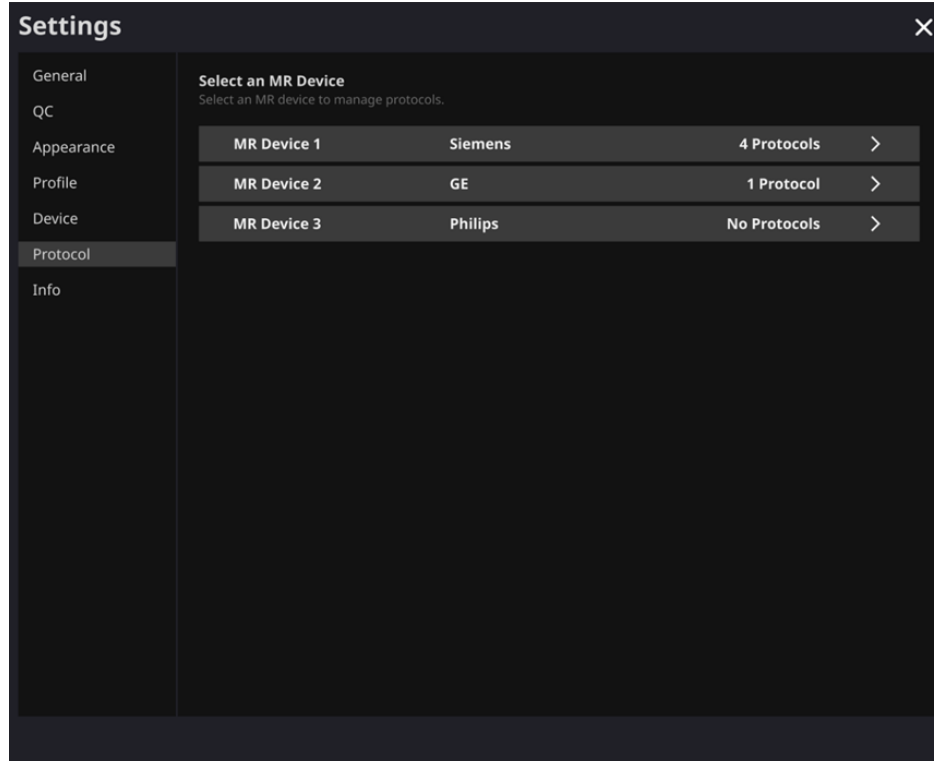 Settings
General
QC
Appearance
Profile
Device
Protocol
Info
Select an MR Device
Select an MR device to manage protocols.
MR Device 1 Siemens 4 Protocols
MR Device 2 GE 1 Protocol
MR Device 3 Philips No Protocols